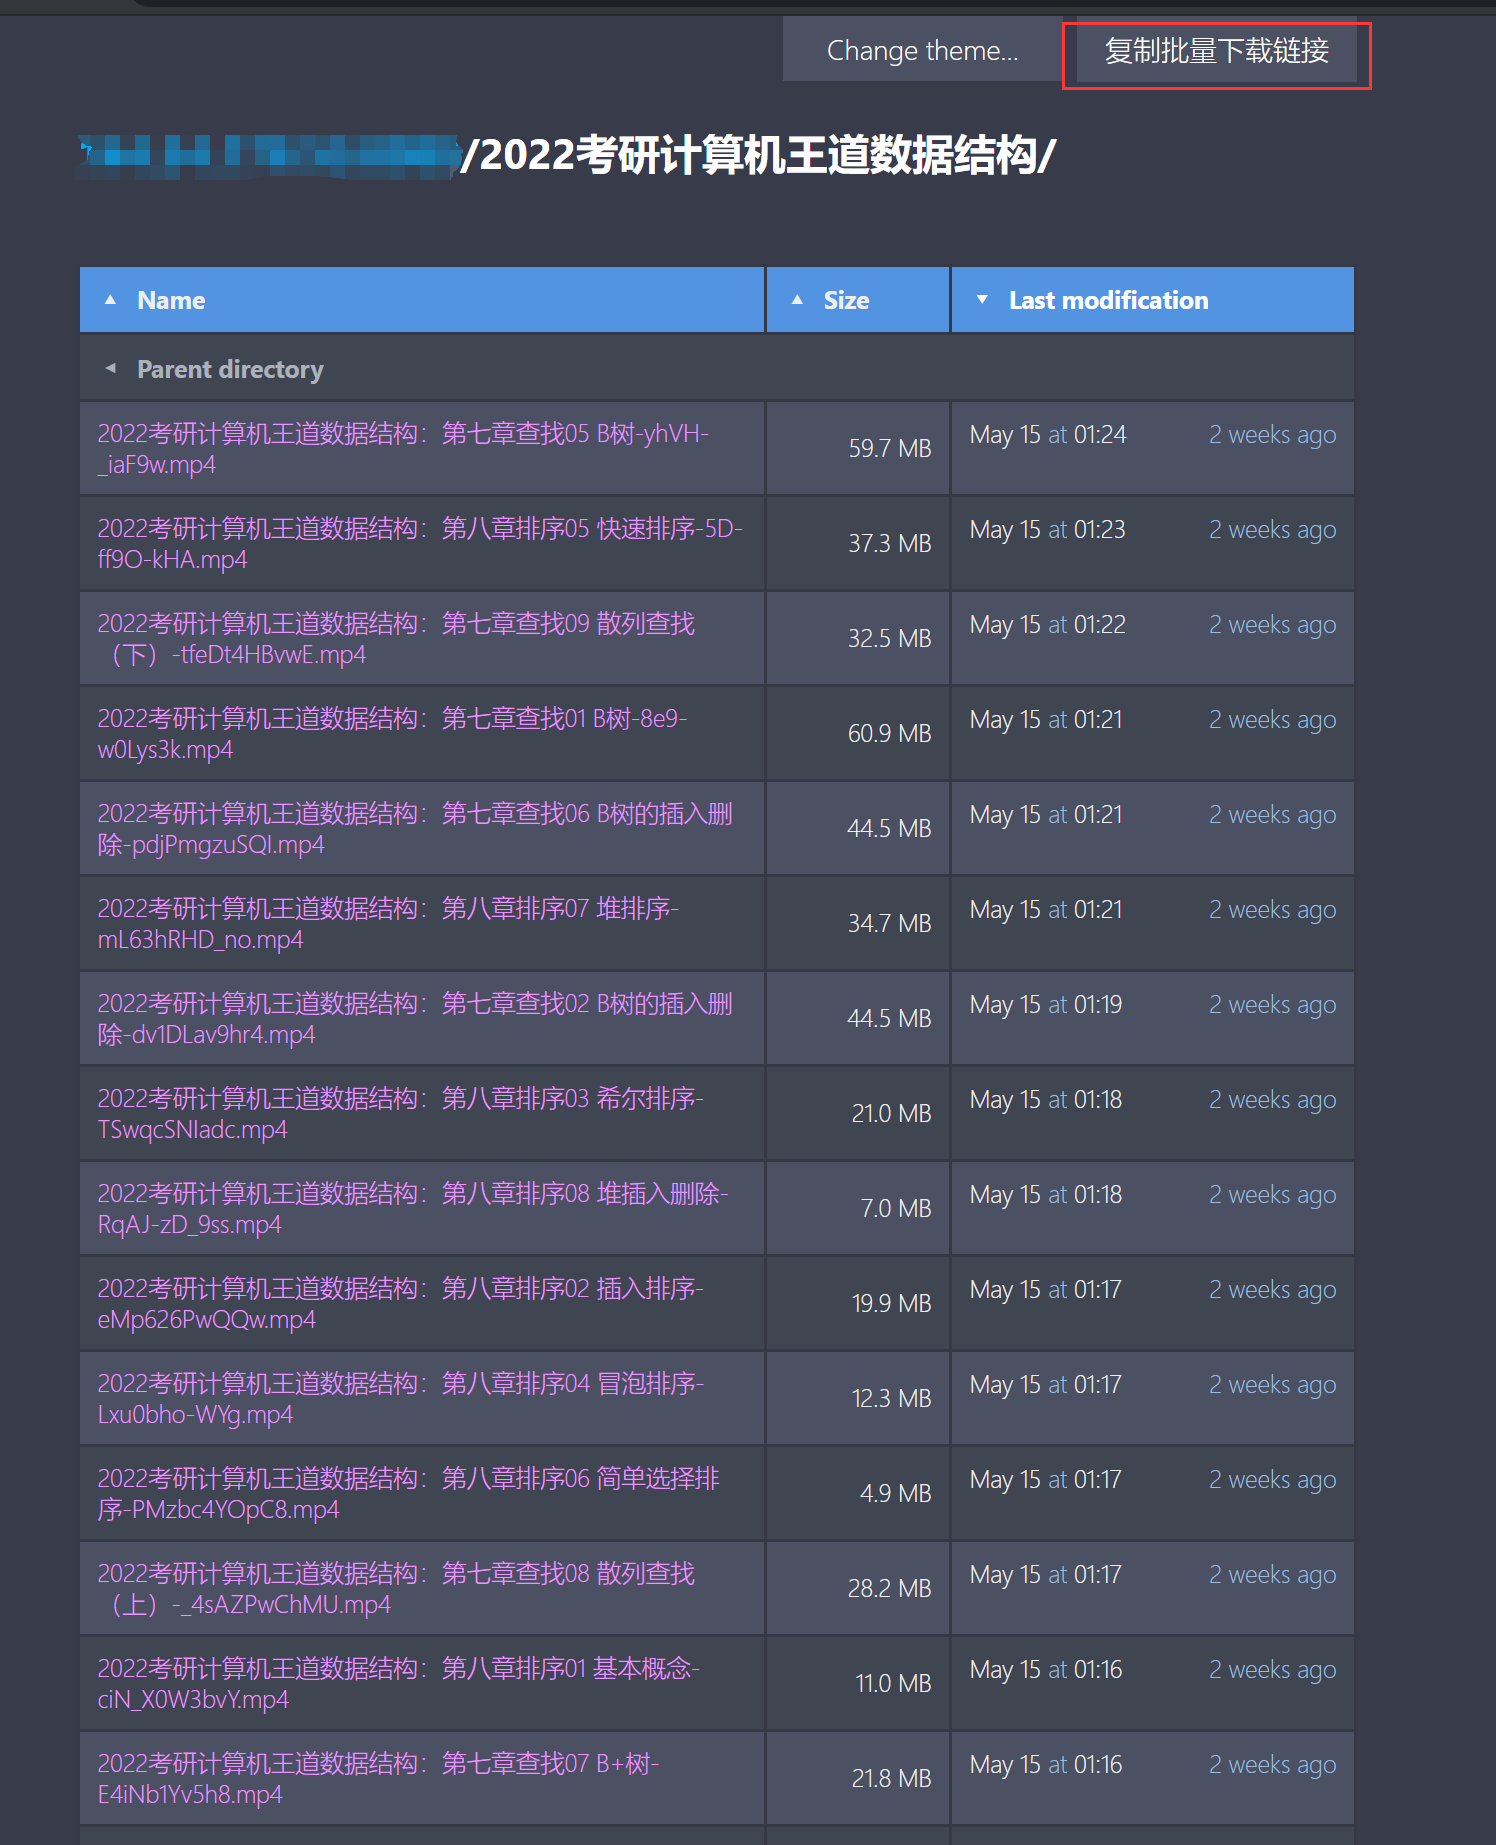 Change theme...
复制批量下载链接
/2022考研计算机王道数据结构/
Name
Size
Last modification
Parent directory
2022考研计算机王道数据结构：第七章查找05 B树-yhVH-
_iaF9w.mp4
59.7 MB
May 15 at 01:24
2 weeks ago
2022考研计算机王道数据结构：第八章排序05 快速排序-5D-
ff9O-kHA.mp4
37.3 MB
May 15 at 01:23
2 weeks ago
2022考研计算机王道数据结构：第七章查找09 散列查找
（下）-tfeDt4HBvwE.mp4
32.5 MB
May 15 at 01:22
2 weeks ago
2022考研计算机王道数据结构：第七章查找01 B树-8e9-
w0Lys3k.mp4
60.9 MB
May 15 at 01:21
2 weeks ago
2022考研计算机王道数据结构：第七章查找06 B树的插入删
除-pdjPmgzuSQI.mp4
44.5 MB
May 15 at 01:21
2 weeks ago
2022考研计算机王道数据结构：第八章排序07 堆排序-
mL63hRHD_no.mp4
34.7 MB
May 15 at 01:21
2 weeks ago
2022考研计算机王道数据结构：第七章查找02 B树的插入删
除-dv1DLav9hr4.mp4
44.5 MB
May 15 at 01:19
2 weeks ago
2022考研计算机王道数据结构：第八章排序03 希尔排序-
TSwqcSNIadc.mp4
21.0 MB
May 15 at 01:18
2 weeks ago
2022考研计算机王道数据结构：第八章排序08 堆插入删除-
RqAJ-zD_9ss.mp4
7.0 MB
May 15 at 01:18
2 weeks ago
2022考研计算机王道数据结构：第八章排序02 插入排序-
eMp626PwQQw.mp4
19.9 MB
May 15 at 01:17
2 weeks ago
2022考研计算机王道数据结构：第八章排序04 冒泡排序-
Lxu0bho-WYg.mp4
12.3 MB
May 15 at 01:17
2 weeks ago
2022考研计算机王道数据结构：第八章排序06 简单选择排
序-PMzbc4YOpC8.mp4
4.9 MB
May 15 at 01:17
2 weeks ago
2022考研计算机王道数据结构：第七章查找08 散列查找
（上）-_4sAZPwChMU.mp4
28.2 MB
May 15 at 01:17
2 weeks ago
2022考研计算机王道数据结构：第八章排序01 基本概念-
ciN_X0W3bvY.mp4
11.0 MB
May 15 at 01:16
2 weeks ago
2022考研计算机王道数据结构：第七章查找07 B+树-
E4iNb1Yv5h8.mp4
21.8 MB
May 15 at 01:16
2 weeks ago